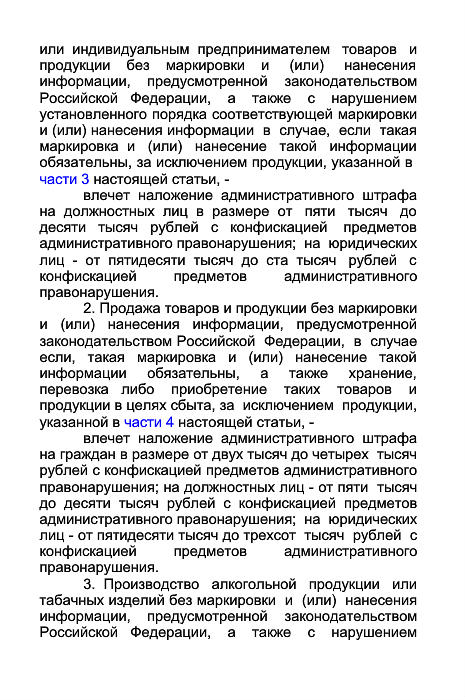 или индивидуальным предпринимателем товаров и
продукции без маркировки и (или) нанесения
информации, предусмотренной законодательством
Российской Федерации, а также с нарушением
установленного порядка соответствующей маркировки
и (или) нанесения информации в случае, если такая
маркировка и (или) нанесение такой информации
обязательны, за исключением продукции, указанной в
части 3 настоящей статьи, -
влечет наложение административного штрафа
на должностных лиц в размере от пяти тысяч до
десяти тысяч рублей с конфискацией предметов
административного правонарушения; на юридических
лиц - от пятидесяти тысяч до ста тысяч рублей с
конфискацией предметов административного
правонарушения.
2. Продажа товаров и продукции без маркировки
и (или) нанесения информации, предусмотренной
законодательством Российской Федерации, в случае
если, такая маркировка и (или) нанесение такой
информации обязательны, а также хранение,
перевозка либо приобретение таких товаров и
продукции в целях сбыта, за исключением продукции,
указанной в части 4 настоящей статьи, -
влечет наложение административного штрафа
на граждан в размере от двух тысяч до четырех тысяч
рублей с конфискацией предметов административного
правонарушения; на должностных лиц - от пяти тысяч
до десяти тысяч рублей с конфискацией предметов
административного правонарушения; на юридических
лиц - от пятидесяти тысяч до трехсот тысяч рублей с
конфискацией предметов административного
правонарушения.
3. Производство алкогольной продукции или
табачных изделий без маркировки и (или) нанесения
информации, предусмотренной законодательством
Российской Федерации, а также с нарушением